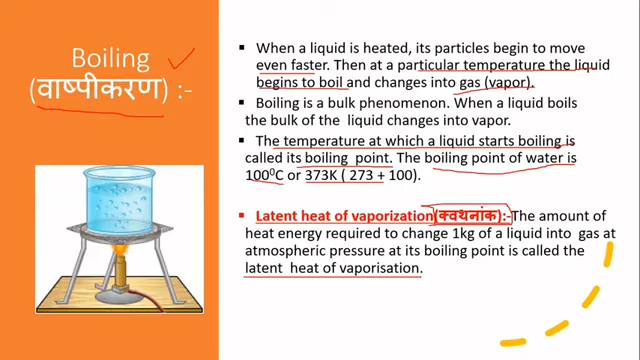 Boiling
(वाष्पीकरण) :-
When a liquid is heated, its particles begin to move
even faster. Then at a particular temperature the liquid
begins to boil and changes into gas (vapor).
Boiling is a bulk phenomenon. When a liquid boils
the bulk of the liquid changes into vapor.
The temperature at which a liquid starts boiling is
called its boiling point. The boiling point of water is
100⁰C or 373K ( 273 + 100).
Latent heat of vaporization(क्वथनांक):-The amount of
heat energy required to change 1kg of a liquid into gas at
atmospheric pressure at its boiling point is called the
latent heat of vaporisation.